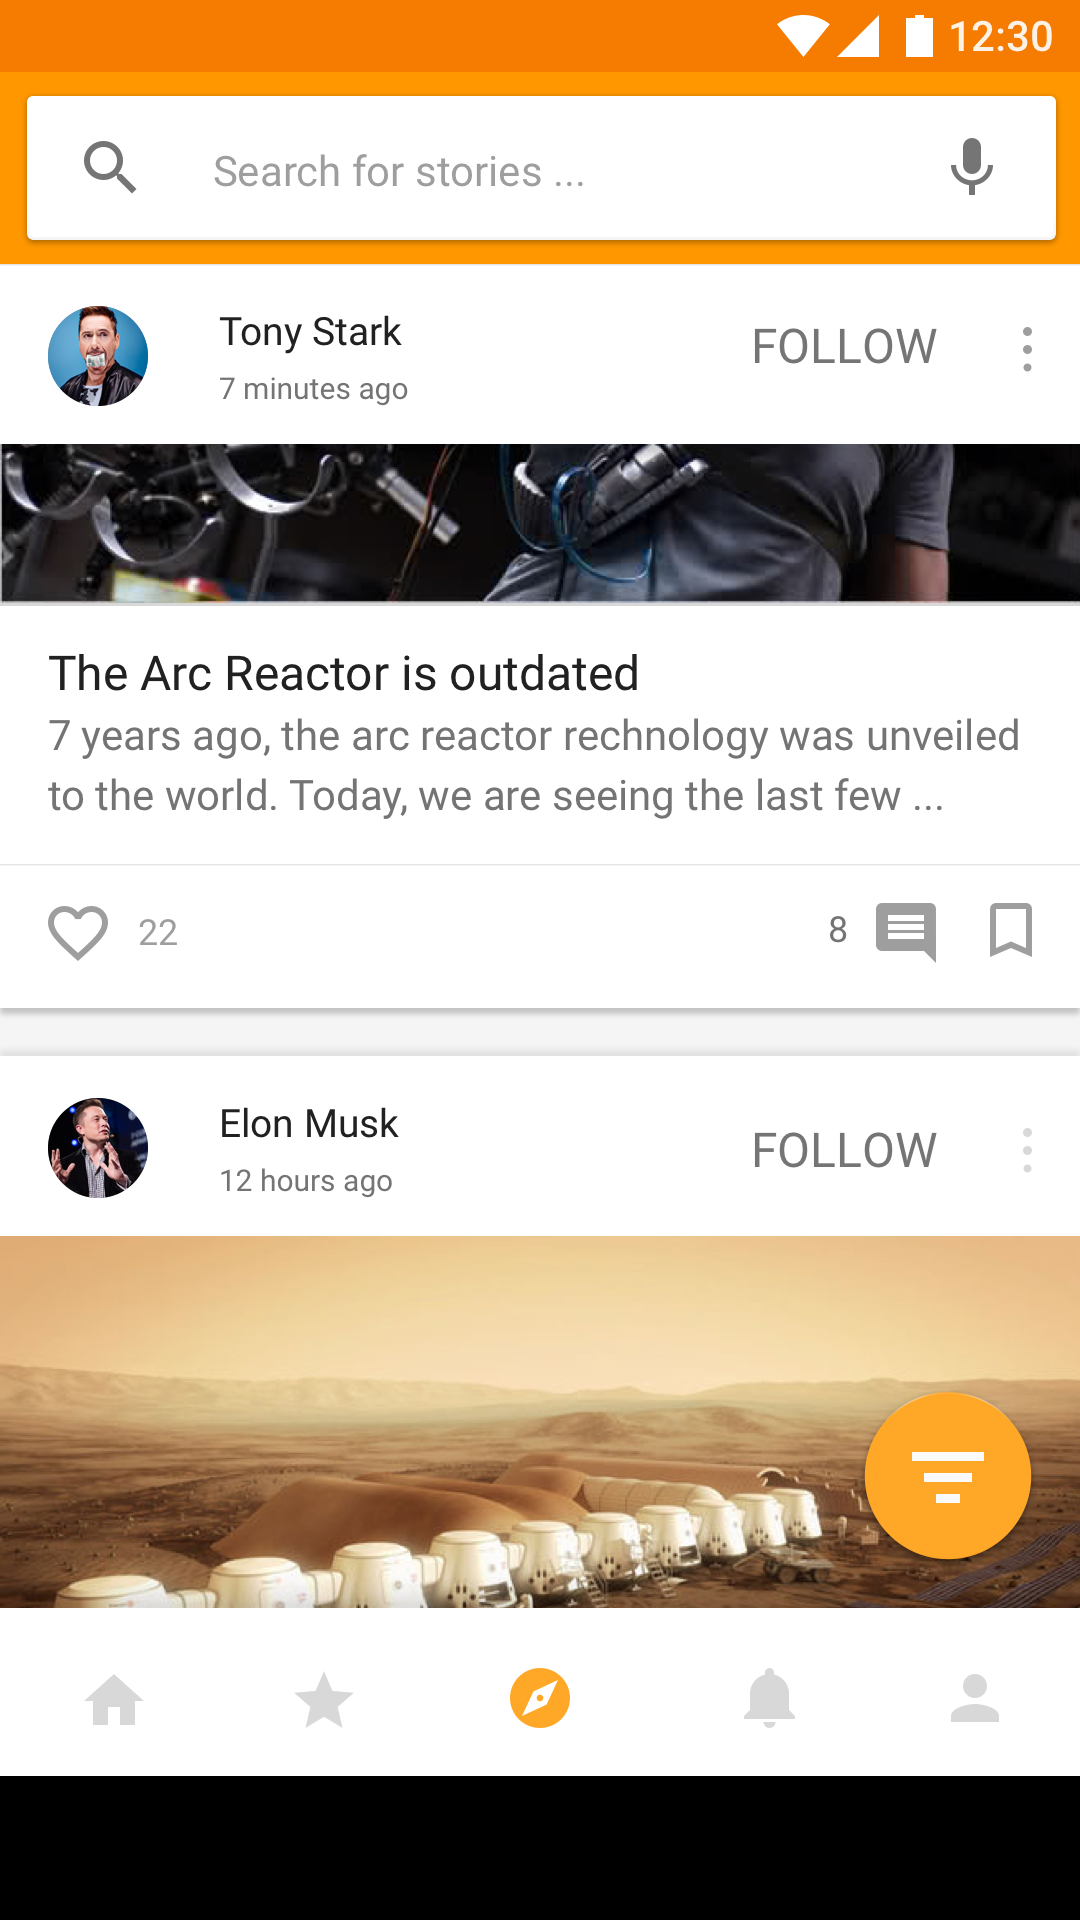 12:30
Search for stories ...
Tony Stark
FOLLOW
7 minutes ago
The Arc Reactor is outdated
7 years ago, the arc reactor rechnology was unveiled
to the world. Today, we are seeing the last few ...
22
8
Elon Musk
FOLLOW
12 hours ago